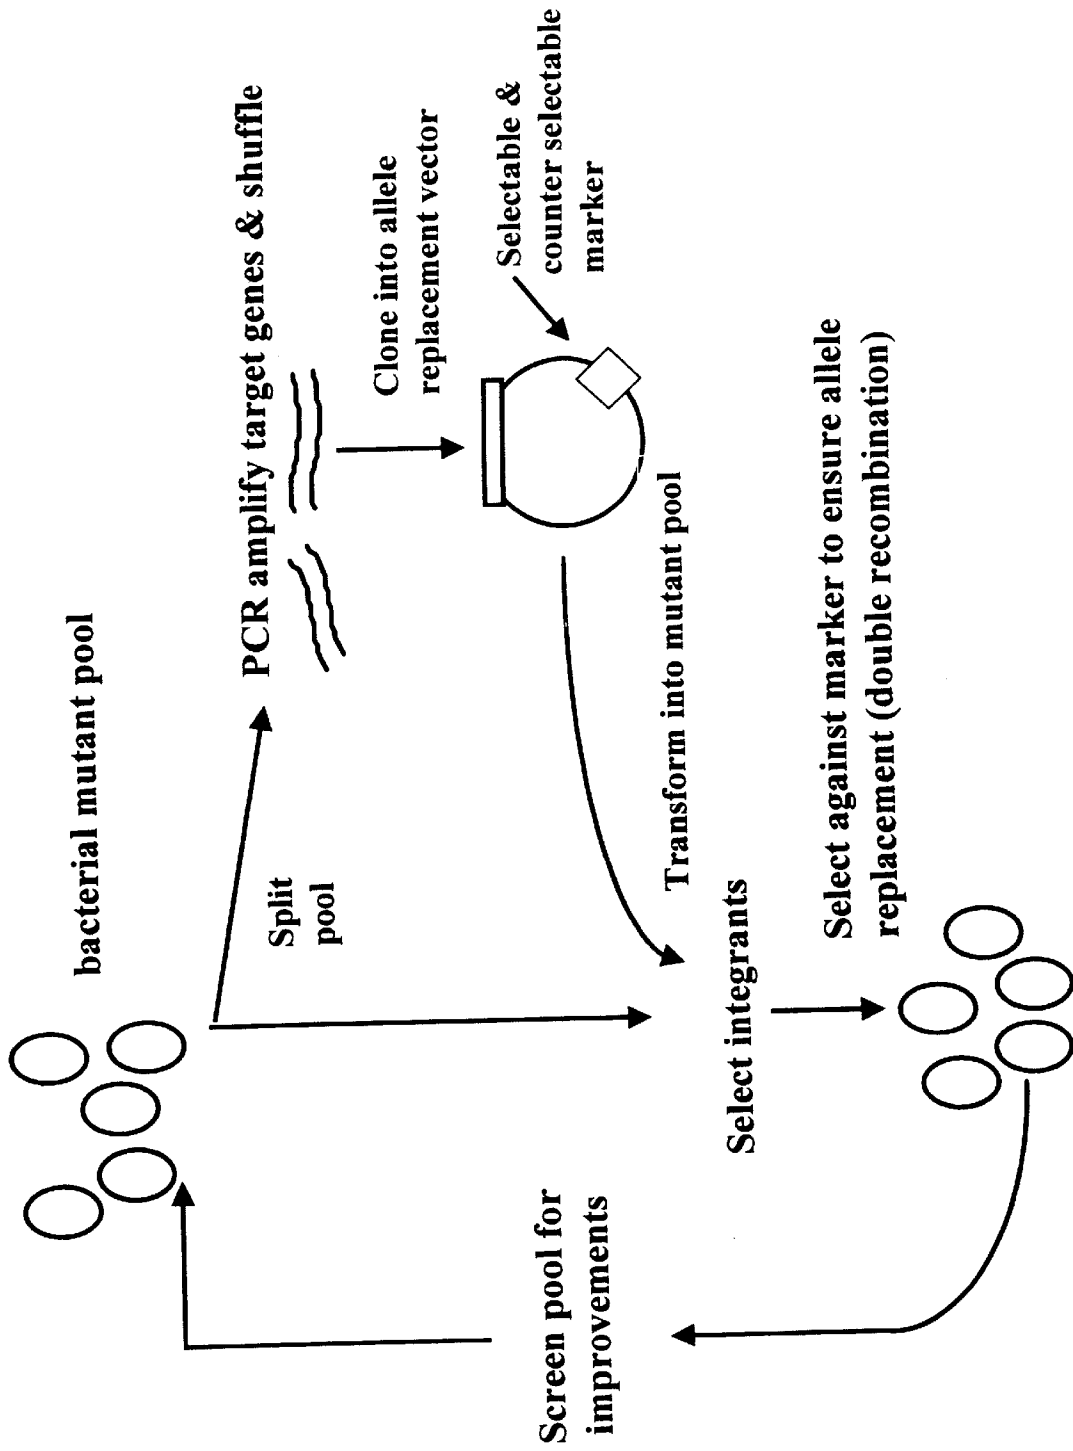 bacterial mutant pool
Split
pool
PCR amplify target genes & shuffle
Clone into allele
replacement vector
Selectable &
counter selectable
marker
Transform into mutant pool
Select integrants
Select against marker to ensure allele
replacement (double recombination)
Screen pool for
improvements